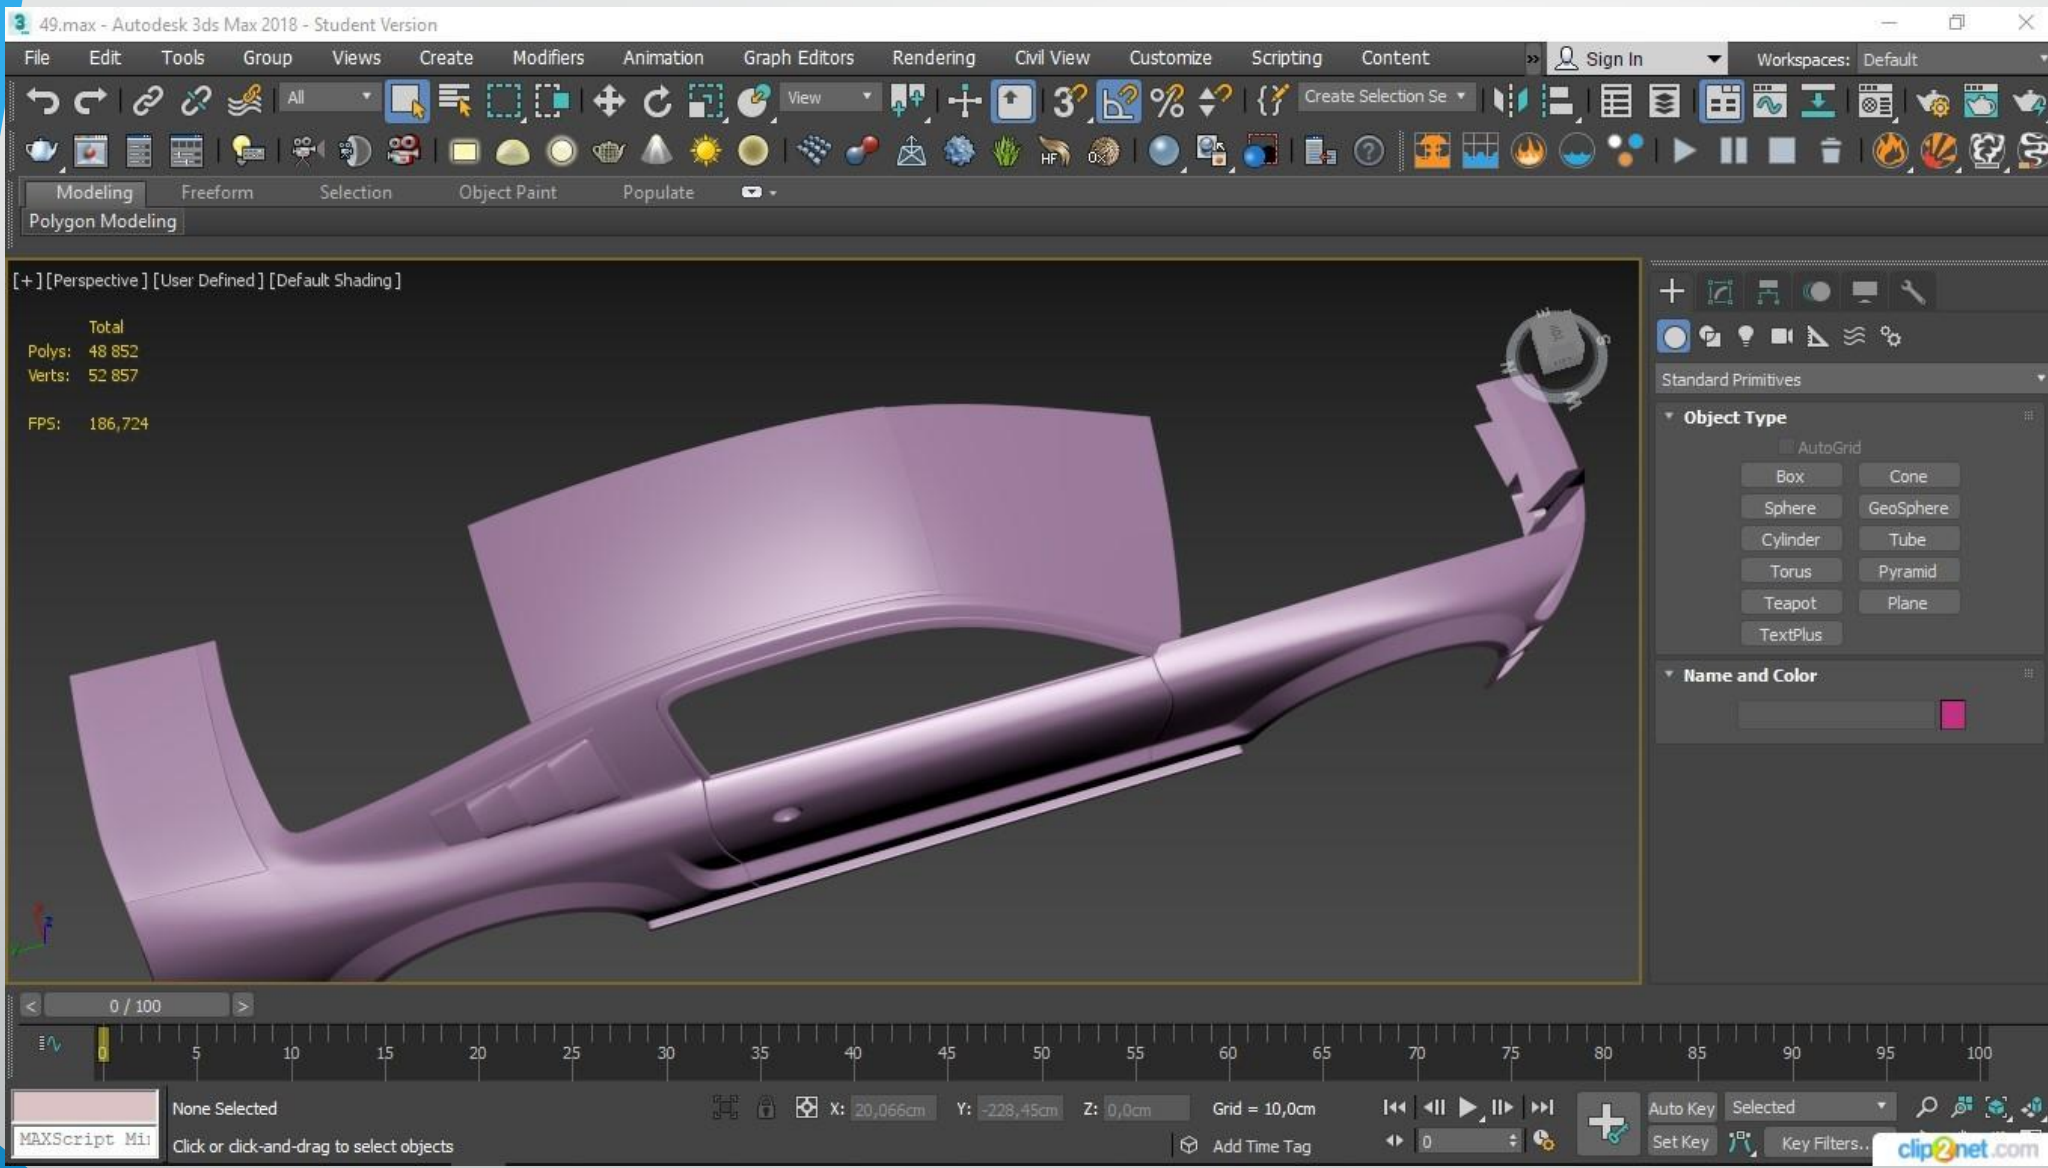 49.max - Autodesk 3ds Max 2018 - Student Version
File Edit Tools Group Views Create Modifiers Animation Graph Editors Rendering Civil View Customize Scripting Content » Sign In Workspaces: Default
All View Create Selection Se
Modeling Freeform Selection Object Paint Populate
Polygon Modeling
[+] [Perspective] [User Defined] [Default Shading]
Total
Polys: 48 852
Verts: 52 857
FPS: 186,724
Standard Primitives
Object Type
AutoGrid
Box Cone
Sphere GeoSphere
Cylinder Tube
Torus Pyramid
Teapot Plane
TextPlus
Name and Color
< 0 / 100 >
0 5 10 15 20 25 30 35 40 45 50 55 60 65 70 75 80 85 90 95 100
None Selected X: 20,066cm Y: -228,45cm Z: 0,0cm Grid = 10,0cm Auto Key Selected
MAXScript Mi
Click or click-and-drag to select objects Add Time Tag 0 Set Key Key Filters...
clip2net.com